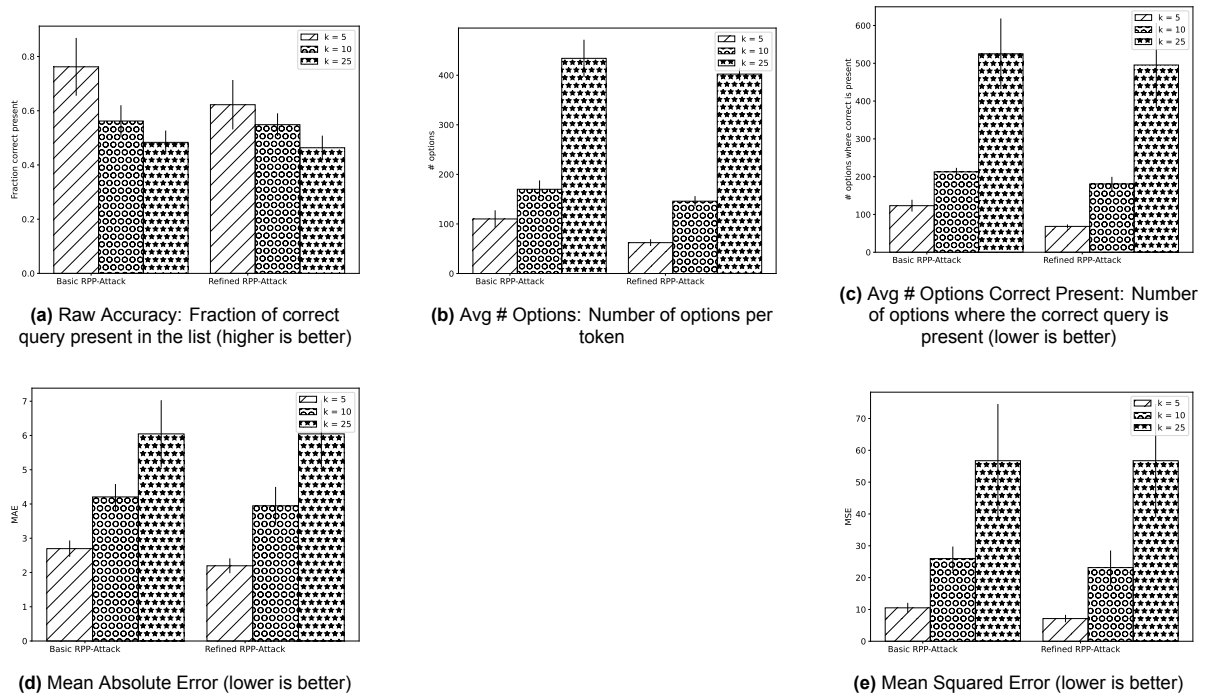 k = 5
k = 10
k = 25
0.8
0.6
0.4
0.2
0.0
Fraction correct present
Basic RPP-Attack
Refined RPP-Attack
(a) Raw Accuracy: Fraction of correct
query present in the list (higher is better)
k = 5
k = 10
k = 25
400
300
200
100
0
# options
Basic RPP-Attack
Refined RPP-Attack
(b) Avg # Options: Number of options per
token
k = 5
k = 10
k = 25
600
500
400
300
200
100
0
# options where correct is present
Basic RPP-Attack
Refined RPP-Attack
(c) Avg # Options Correct Present: Number
of options where the correct query is
present (lower is better)
k = 5
k = 10
k = 25
7
6
5
4
3
2
1
0
MAE
Basic RPP-Attack
Refined RPP-Attack
(d) Mean Absolute Error (lower is better)
k = 5
k = 10
k = 25
70
60
50
40
30
20
10
0
MSE
Basic RPP-Attack
Refined RPP-Attack
(e) Mean Squared Error (lower is better)